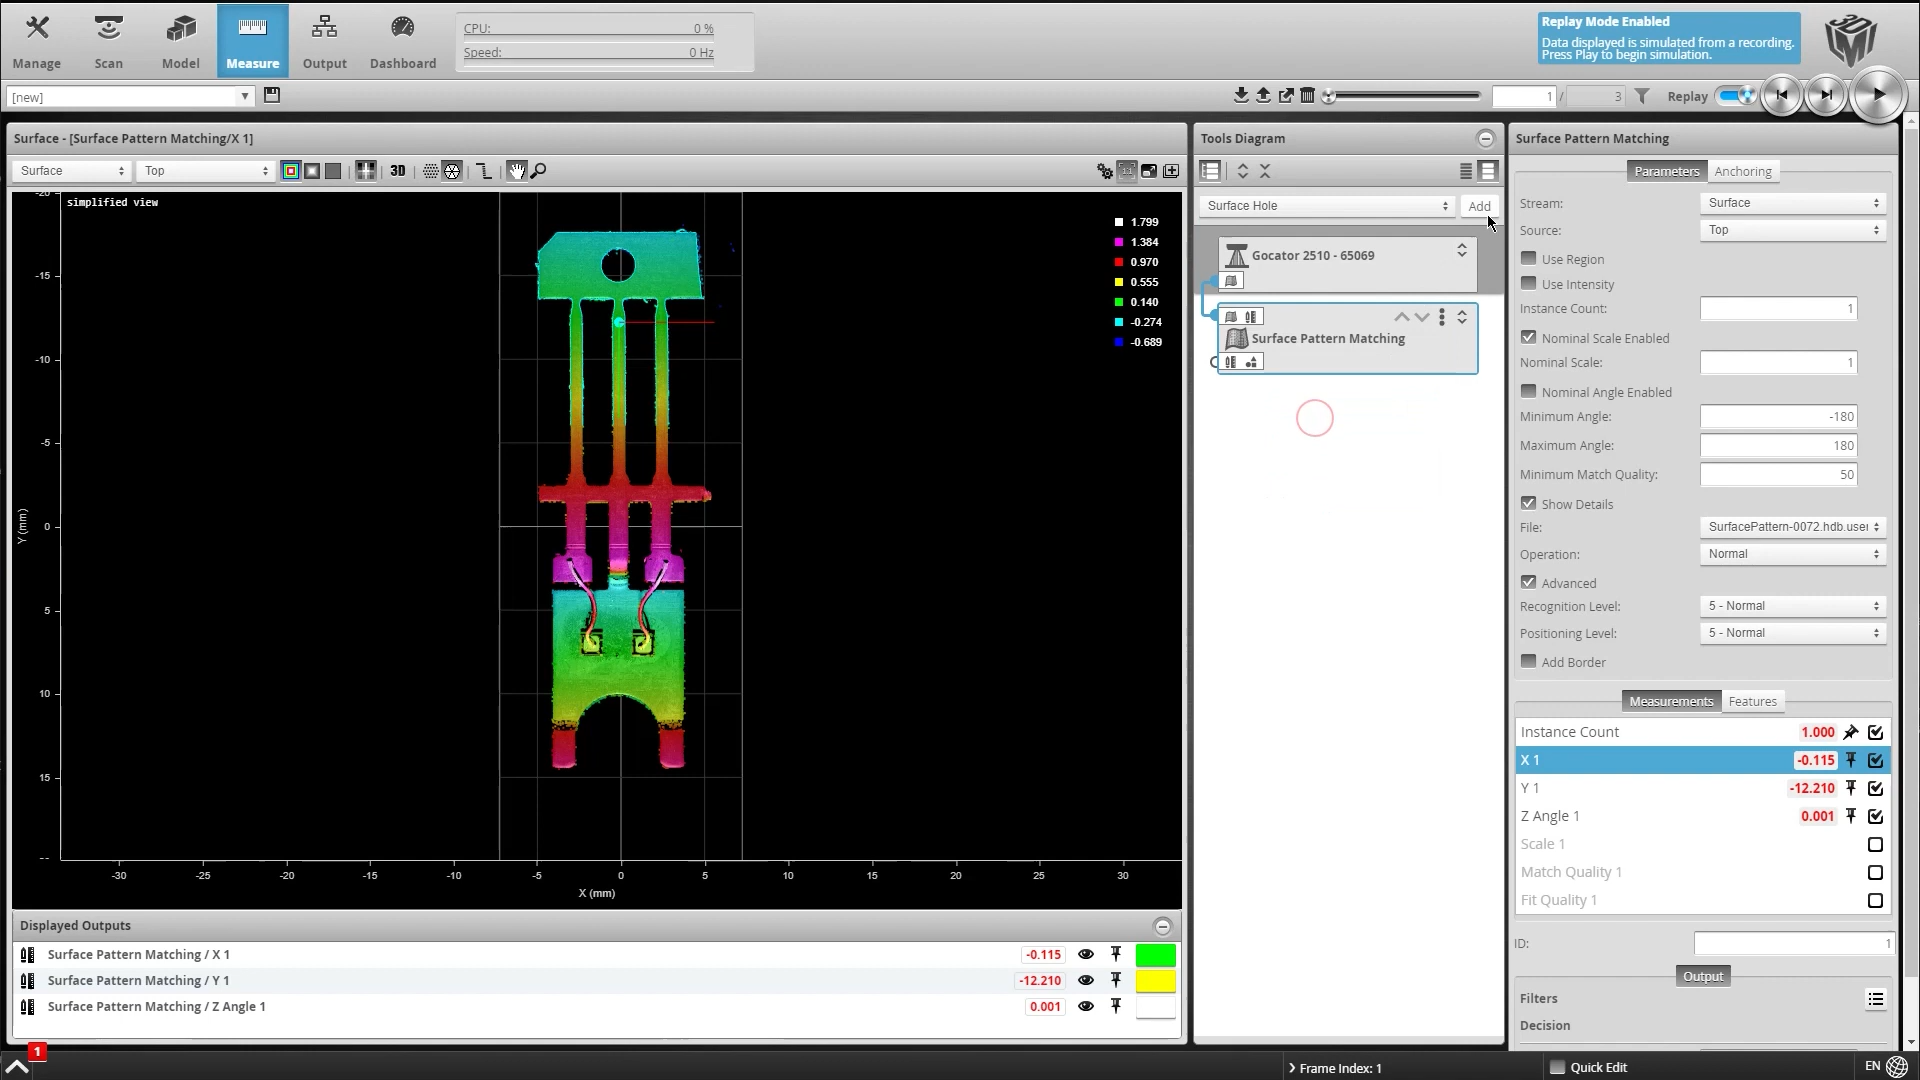 Manage
Scan
Model
Measure
Output
Dashboard
CPU: 0 %
Speed: 0 Hz
Replay Mode Enabled
Data displayed is simulated from a recording.
Press Play to begin simulation.
[new]
1 / 3
Replay
Surface - [Surface Pattern Matching/X 1]
Surface
Top
3D
simplified view
1.799
1.384
0.970
0.555
0.140
-0.274
-0.689
-20
-15
-10
-5
0
5
10
15
Y (mm)
-30 -25 -20 -15 -10 -5 0 5 10 15 20 25 30
X (mm)
Displayed Outputs
Surface Pattern Matching / X 1 -0.115
Surface Pattern Matching / Y 1 -12.210
Surface Pattern Matching / Z Angle 1 0.001
Tools Diagram
Surface Hole
Add
Gocator 2510 - 65069
Surface Pattern Matching
Surface Pattern Matching
Parameters Anchoring
Stream: Surface
Source: Top
Use Region
Use Intensity
Instance Count: 1
Nominal Scale Enabled
Nominal Scale: 1
Nominal Angle Enabled
Minimum Angle: -180
Maximum Angle: 180
Minimum Match Quality: 50
Show Details
File: SurfacePattern-0072.hdb.user
Operation: Normal
Advanced
Recognition Level: 5 - Normal
Positioning Level: 5 - Normal
Add Border
Measurements Features
Instance Count 1.000
X 1 -0.115
Y 1 -12.210
Z Angle 1 0.001
Scale 1
Match Quality 1
Fit Quality 1
ID: 1
Output
Filters
Decision
1
Frame Index: 1
Quick Edit
EN